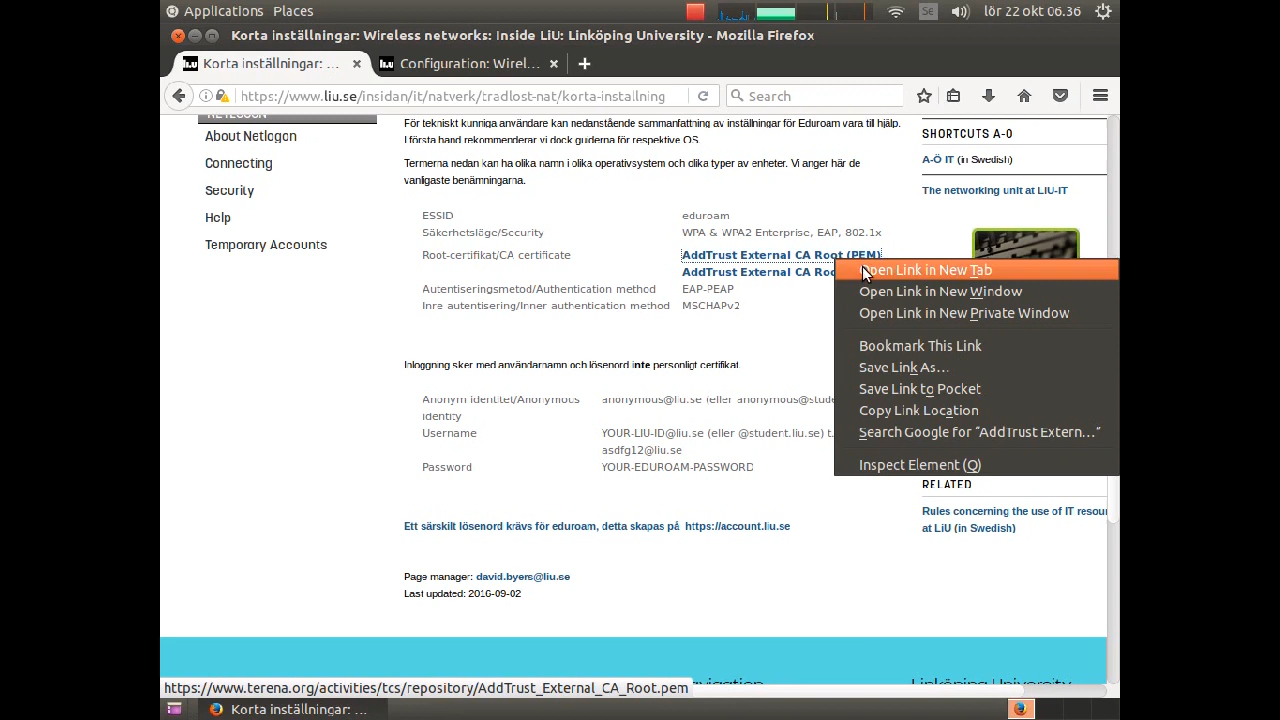 Applications Places
Se lör 22 okt 06.36
Korta inställningar: Wireless networks: Inside LiU: Linköping University - Mozilla Firefox
Korta inställningar: ...
Configuration: Wirel...
https://www.liu.se/insidan/it/natverk/tradlost-nat/korta-installning
Search
NETLOGON
About Netlogon
Connecting
Security
Help
Temporary Accounts
För tekniskt kunniga användare kan nedanstående sammanfattning av inställningar för Eduroam vara till hjälp.
I första hand rekommenderar vi dock guiderna för respektive OS.
Termerna nedan kan ha olika namn i olika operativsystem och olika typer av enheter. Vi anger här de
vanligaste benämningarna.
ESSID eduroam
Säkerhetsläge/Security WPA & WPA2 Enterprise, EAP, 802.1x
Root-certifikat/CA certificate AddTrust External CA Root (PEM)
AddTrust External CA Roo
Autentiseringsmetod/Authentication method EAP-PEAP
Inre autentisering/Inner authentication method MSCHAPv2
Inloggning sker med användarnamn och lösenord inte personligt certifikat.
Anonym identitet/Anonymous identity anonymous@liu.se (eller anonymous@stude
Username YOUR-LIU-ID@liu.se (eller @student.liu.se) t.
asdfg12@liu.se
Password YOUR-EDUROAM-PASSWORD
Ett särskilt lösenord krävs för eduroam, detta skapas på https://account.liu.se
Page manager: david.byers@liu.se
Last updated: 2016-09-02
SHORTCUTS A-O
A-Ö IT (in Swedish)
The networking unit at LIU-IT
Open Link in New Tab
Open Link in New Window
Open Link in New Private Window
Bookmark This Link
Save Link As...
Save Link to Pocket
Copy Link Location
Search Google for “AddTrust Extern...”
Inspect Element (Q)
RELATED
Rules concerning the use of IT resour
at LiU (in Swedish)
Linköping University
https://www.terena.org/activities/tcs/repository/AddTrust_External_CA_Root.pem
Korta inställningar: ...